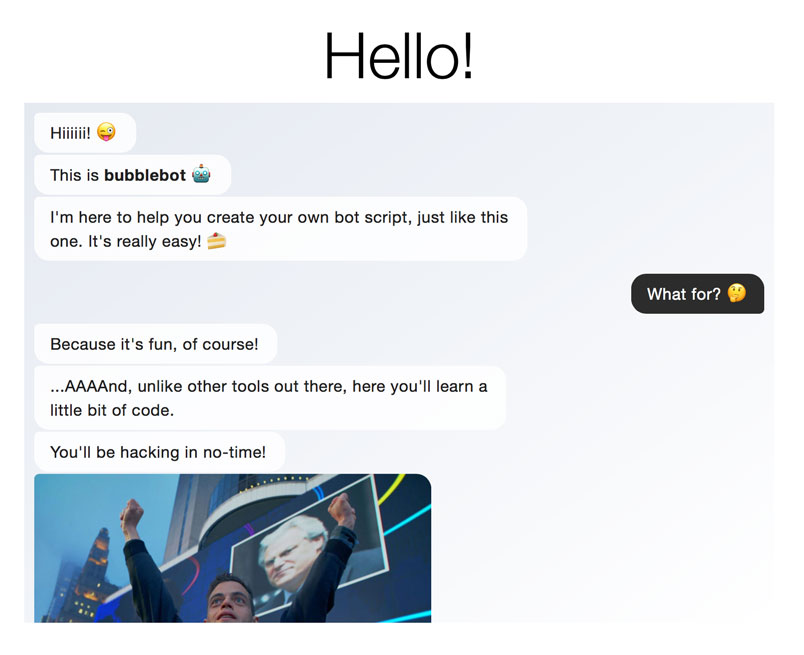 Hello!
Hiiiiii! 😜
This is bubblebot 🤖
I'm here to help you create your own bot script, just like this
one. It's really easy! 🍰
What for? 🤔
Because it's fun, of course!
...AAAAnd, unlike other tools out there, here you'll learn a
little bit of code.
You'll be hacking in no-time!